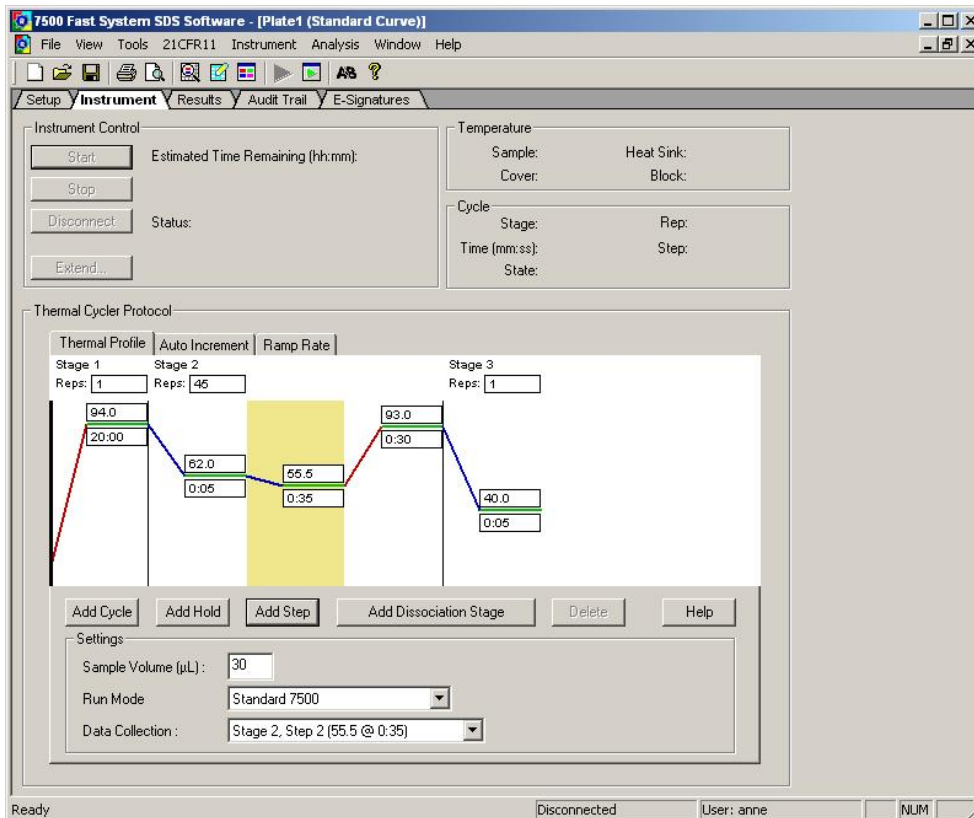 7500 Fast System SDS Software - [Plate1 (Standard Curve)]
File View Tools 21CFR11 Instrument Analysis Window Help
Setup Instrument Results Audit Trail E-Signatures
Instrument Control
Start Estimated Time Remaining (hh:mm):
Stop
Disconnect Status:
Extend...
Temperature
Sample: Heat Sink:
Cover: Block:
Cycle
Stage: Rep:
Time (mm:ss): Step:
State:
Thermal Cycler Protocol
Thermal Profile Auto Increment Ramp Rate
Stage 1 Stage 2 Stage 3
Reps: 1 Reps: 45 Reps: 1
94.0 93.0
20:00 0:30
62.0 55.5
0:05 0:35 40.0
0:05
Add Cycle Add Hold Add Step Add Dissociation Stage Delete Help
Settings
Sample Volume (µL) : 30
Run Mode Standard 7500
Data Collection : Stage 2, Step 2 (55.5 @ 0:35)
Ready Disconnected User: anne NUM